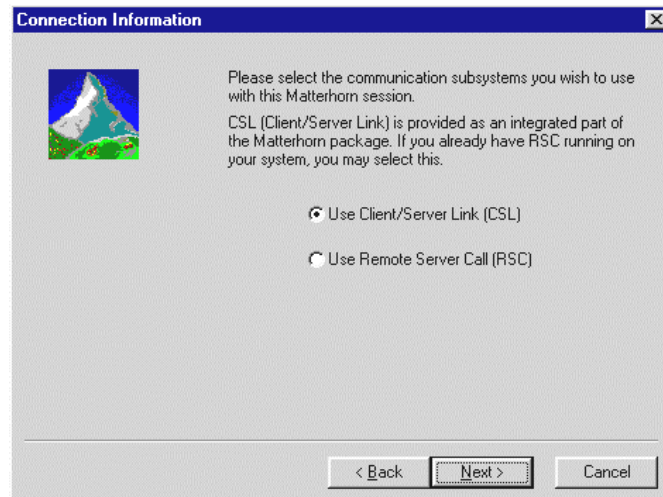 Connection Information
Please select the communication subsystems you wish to use
with this Matterhorn session.
CSL (Client/Server Link) is provided as an integrated part of
the Matterhorn package. If you already have RSC running on
your system, you may select this.
Use Client/Server Link (CSL)
Use Remote Server Call (RSC)
< Back
Next >
Cancel